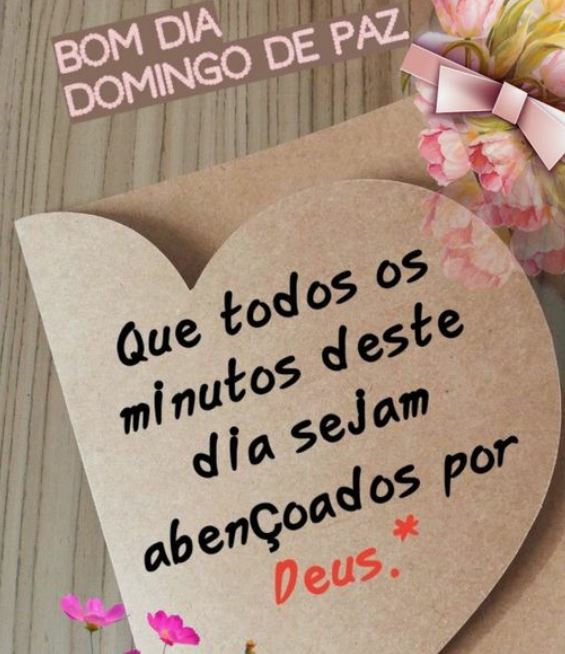 BOM DIA
DOMINGO DE PAZ
Que todos os
minutos deste
dia sejam
abenÇoados por
Deus.*